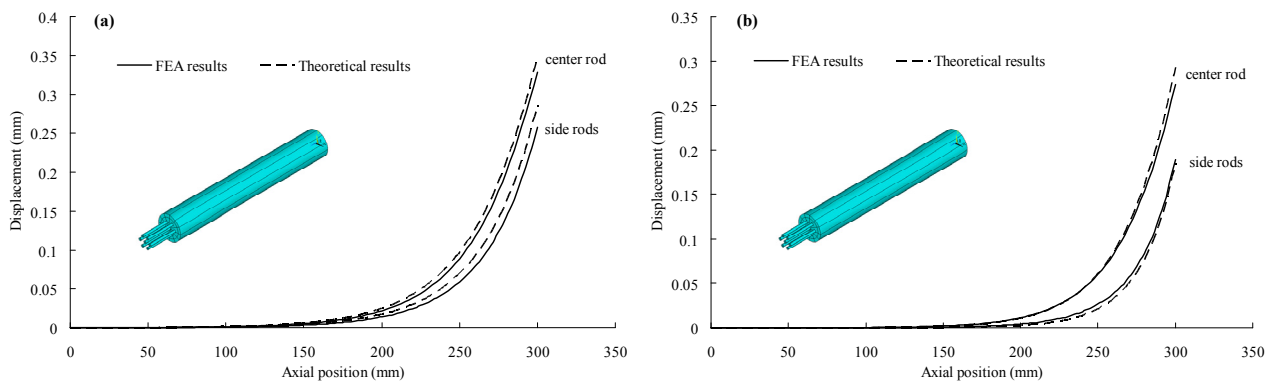 (a)
0.4
0.35
0.3
0.25
0.2
0.15
0.1
0.05
0
Displacement (mm)
FEA results
Theoretical results
center rod
side rods
0 50 100 150 200 250 300 350
Axial position (mm)
(b)
0.35
0.3
0.25
0.2
0.15
0.1
0.05
0
Displacement (mm)
FEA results
Theoretical results
center rod
side rods
0 50 100 150 200 250 300 350
Axial position (mm)